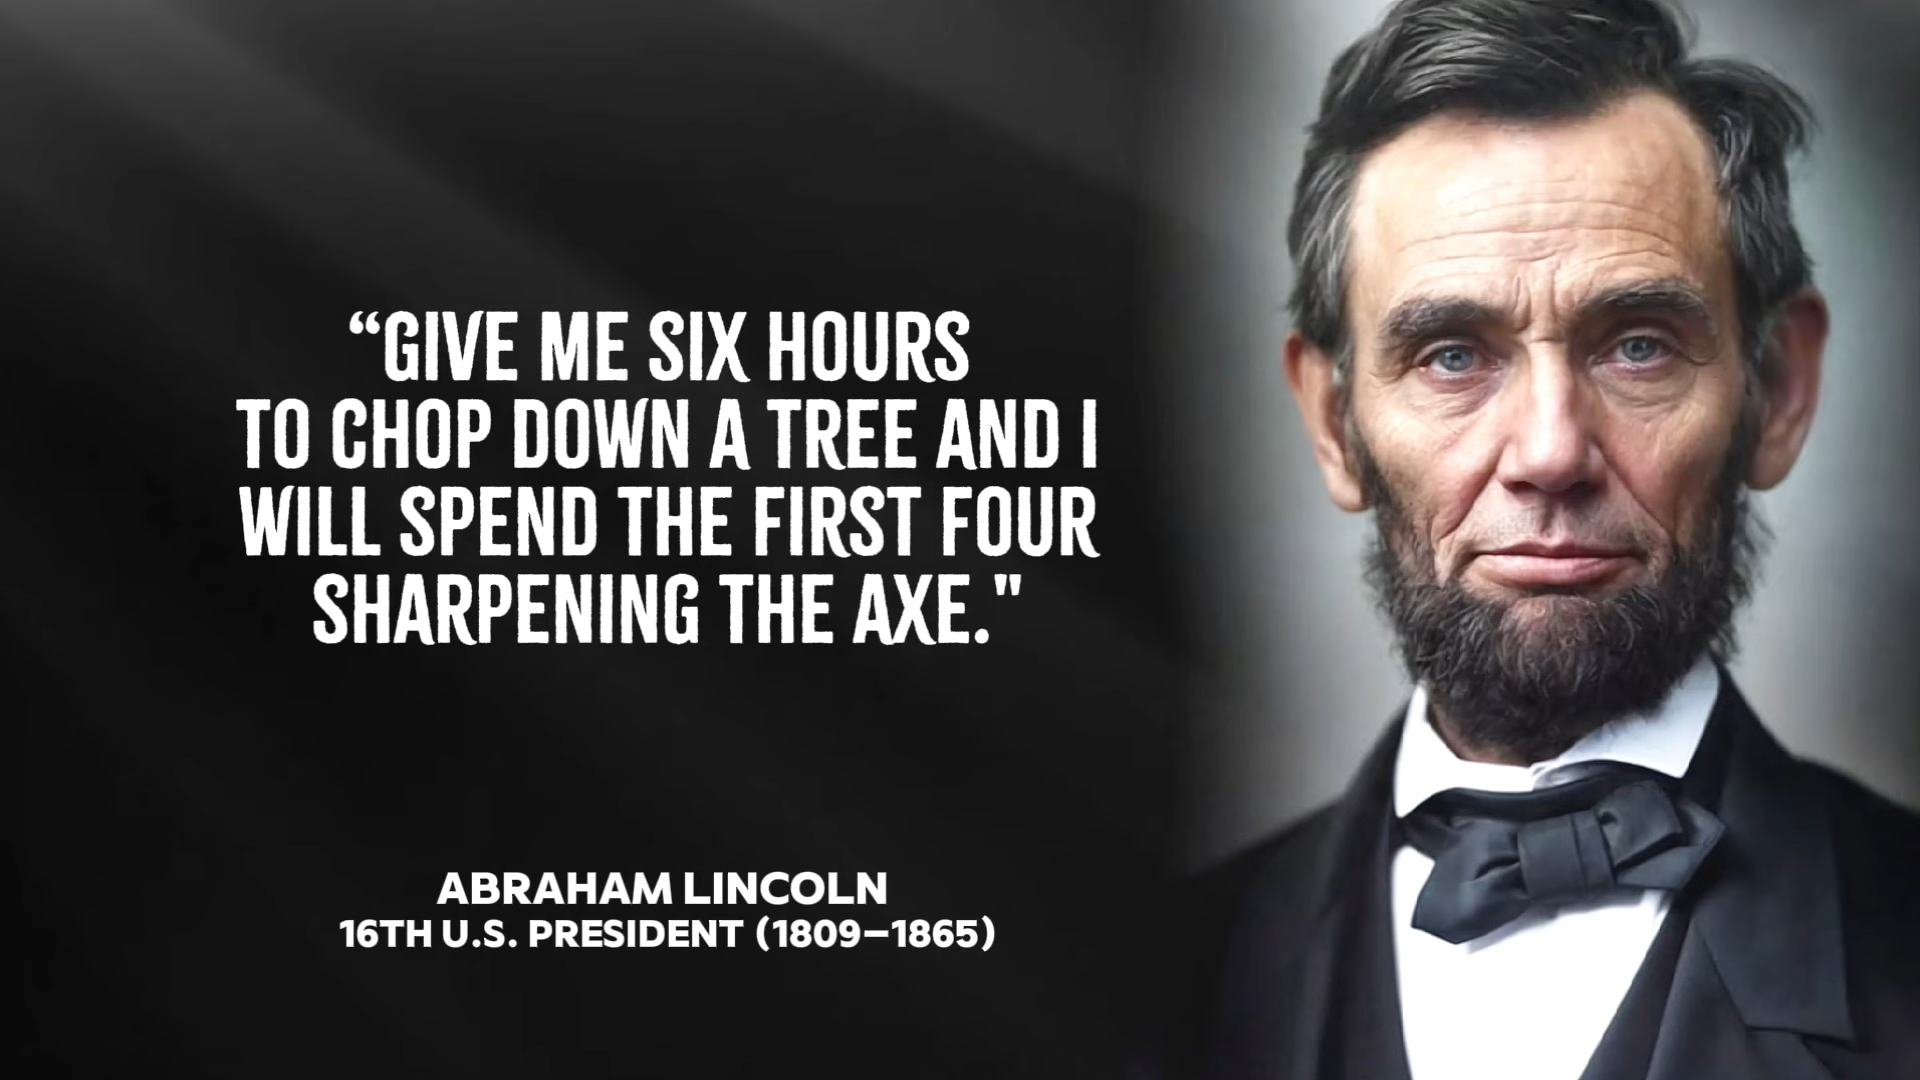 “GIVE ME SIX HOURS
TO CHOP DOWN A TREE AND I
WILL SPEND THE FIRST FOUR
SHARPENING THE AXE."
ABRAHAM LINCOLN
16TH U.S. PRESIDENT (1809–1865)